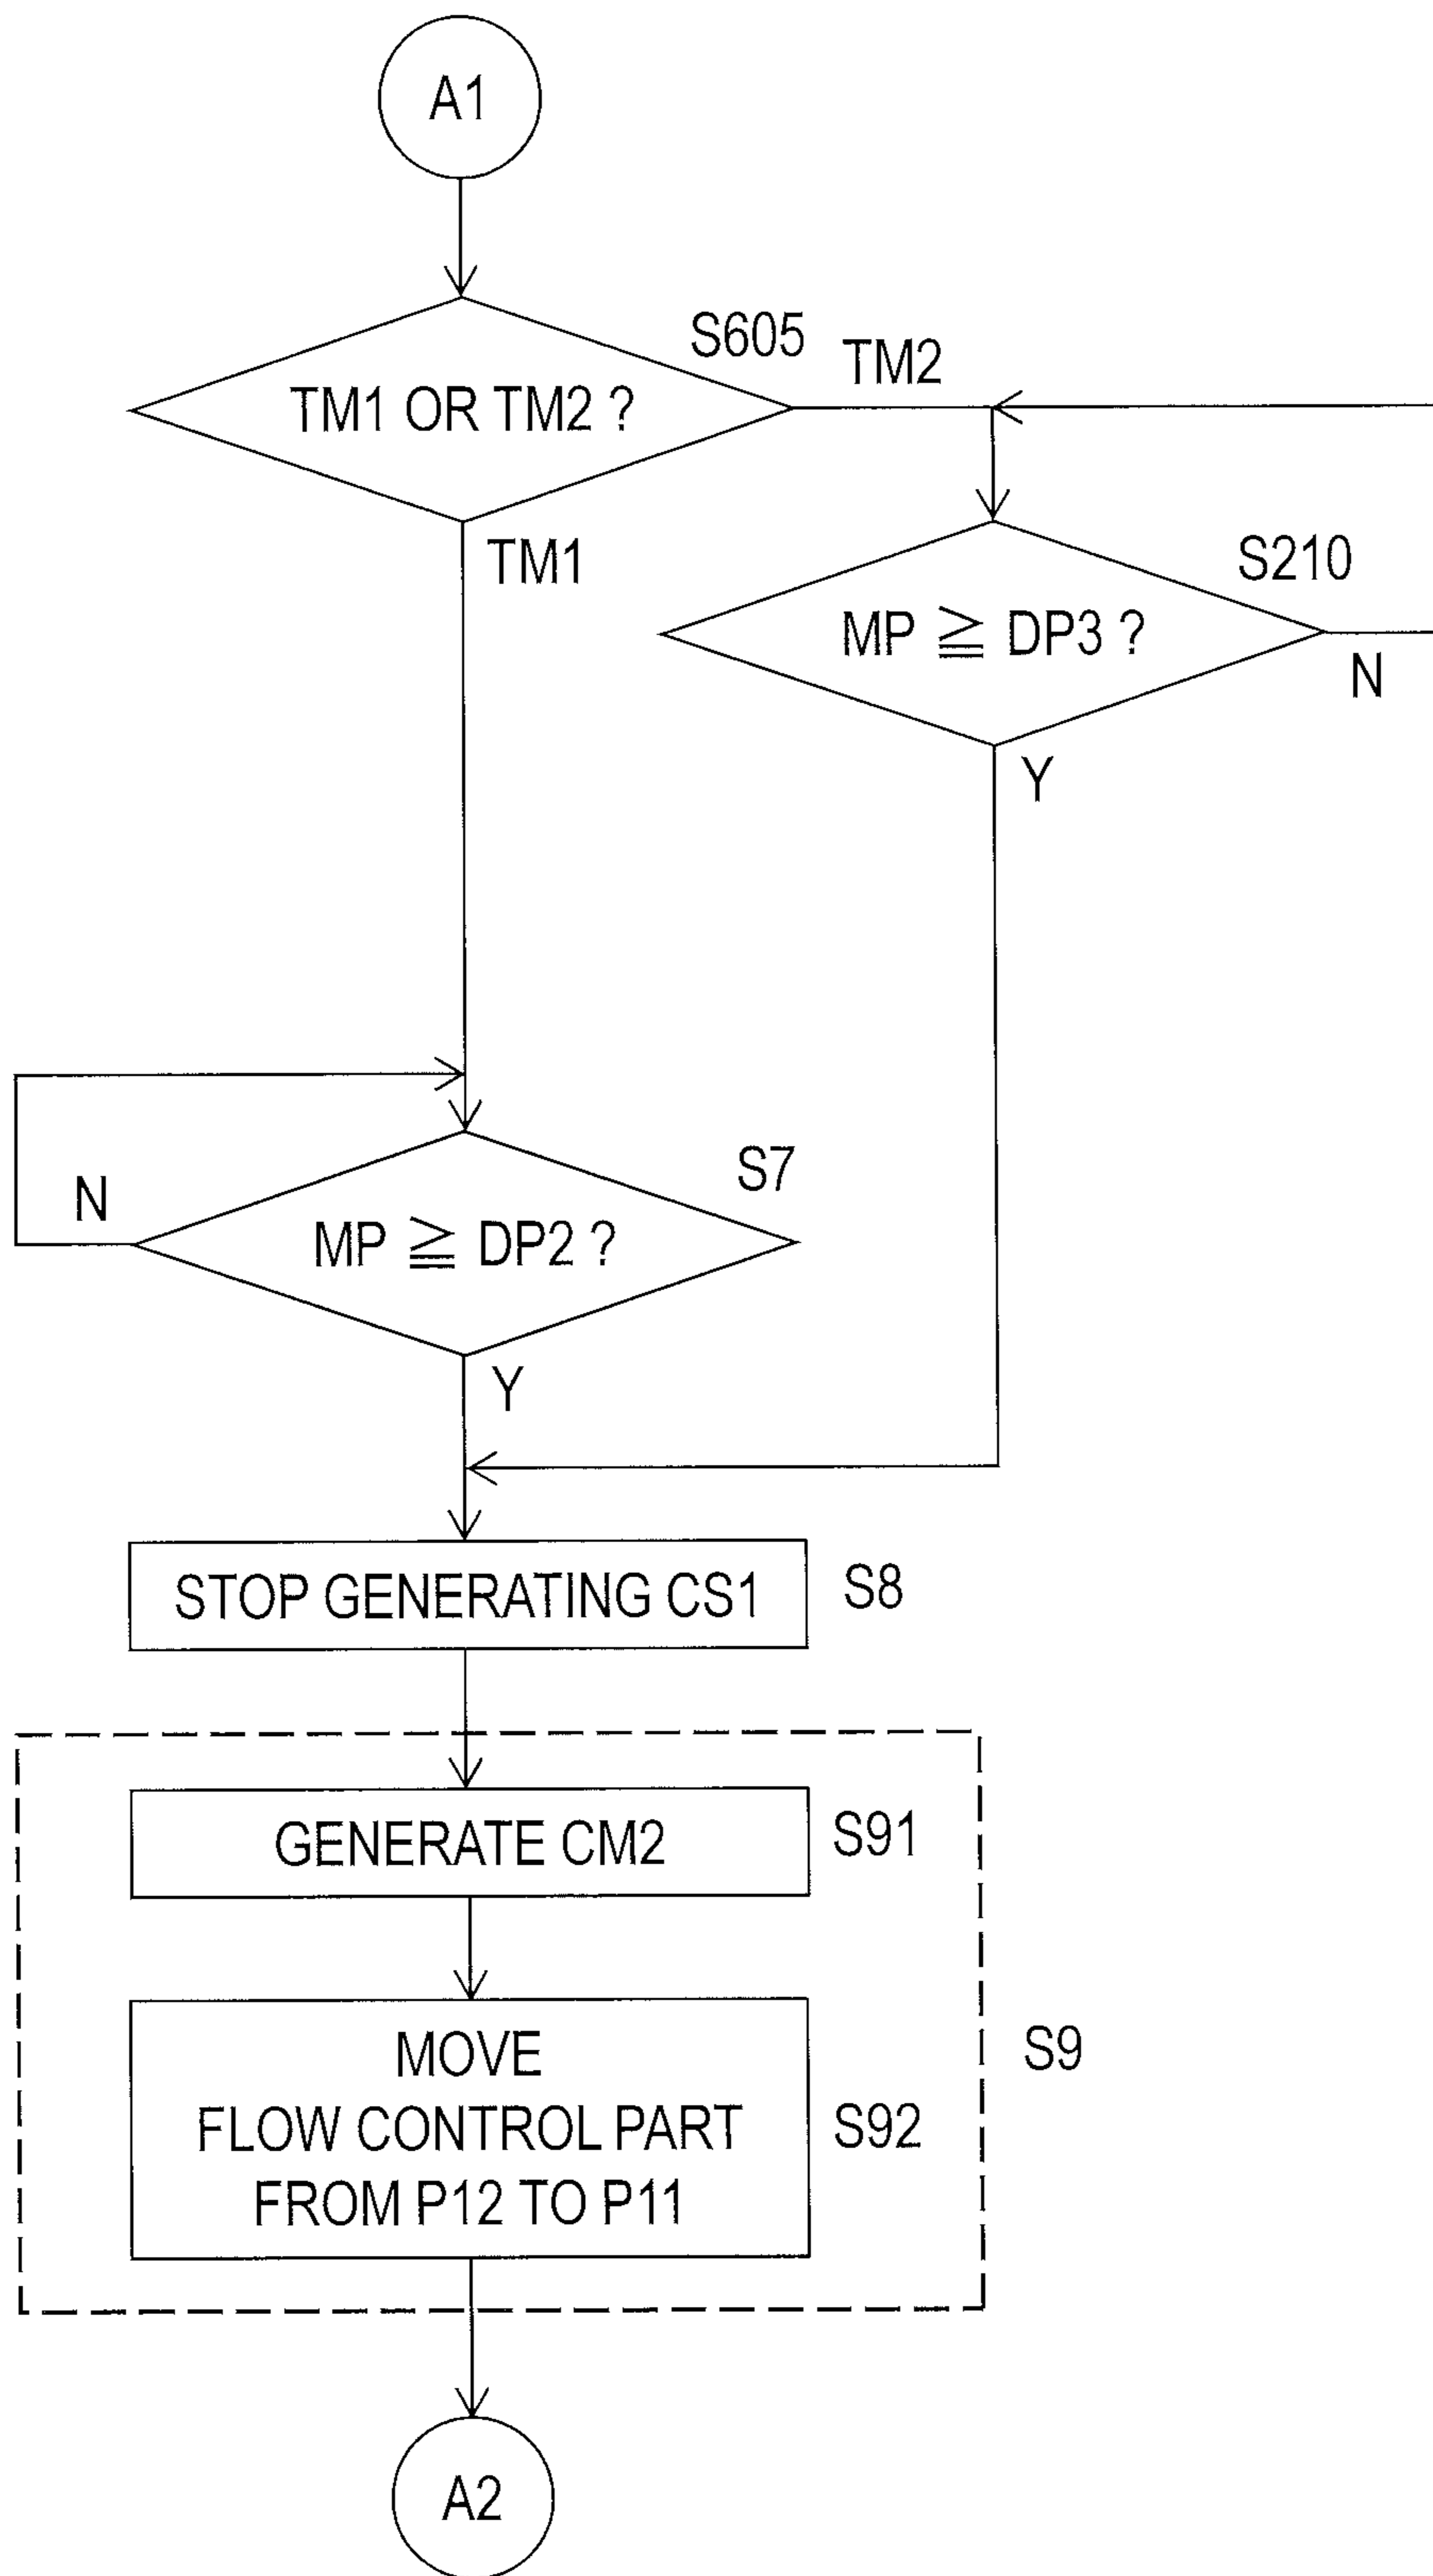 A1
S605
TM2
TM1 OR TM2 ?
TM1
S210
MP ≧ DP3 ?
N
Y
S7
N
MP ≧ DP2 ?
Y
STOP GENERATING CS1
S8
GENERATE CM2
S91
MOVE
FLOW CONTROL PART
FROM P12 TO P11
S92
S9
A2